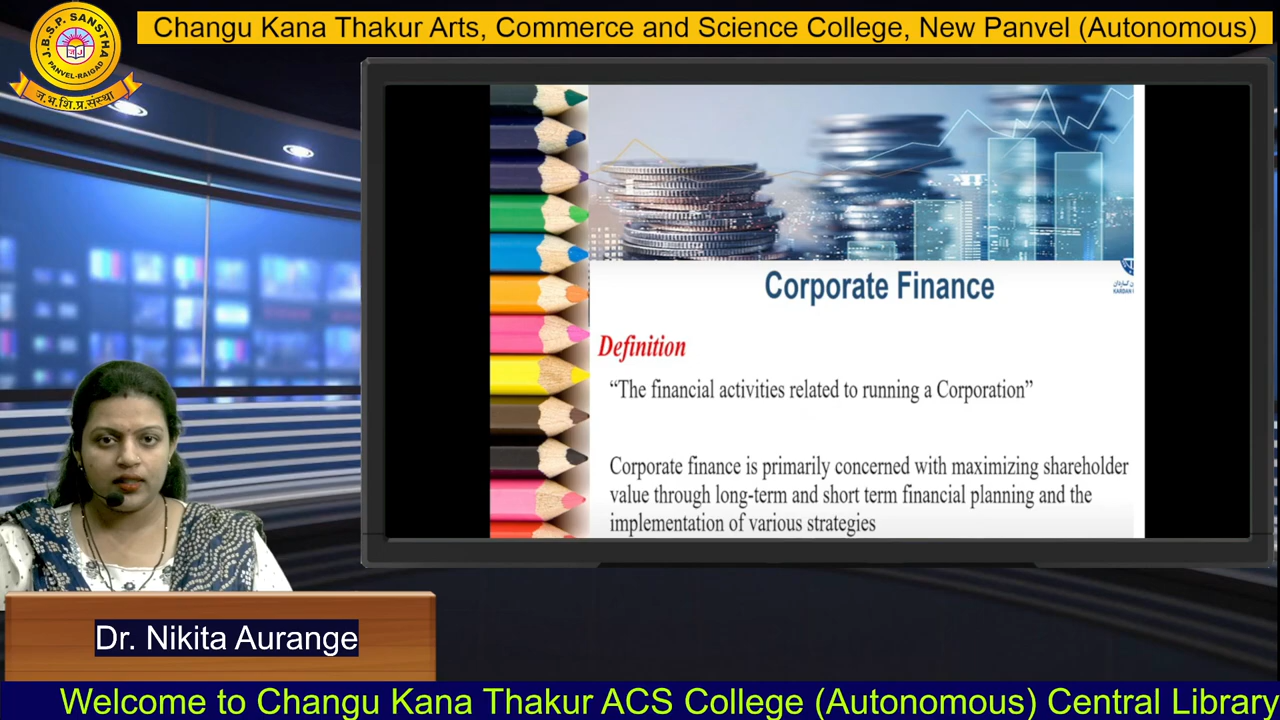 J.B.S.P. SANSTHA
PANVEL-RAIGAD
ज.भ.शि.प्र.संस्था
Changu Kana Thakur Arts, Commerce and Science College, New Panvel (Autonomous)
Corporate Finance
Definition
“The financial activities related to running a Corporation”
Corporate finance is primarily concerned with maximizing shareholder
value through long-term and short term financial planning and the
implementation of various strategies
Dr. Nikita Aurange
Welcome to Changu Kana Thakur ACS College (Autonomous) Central Library